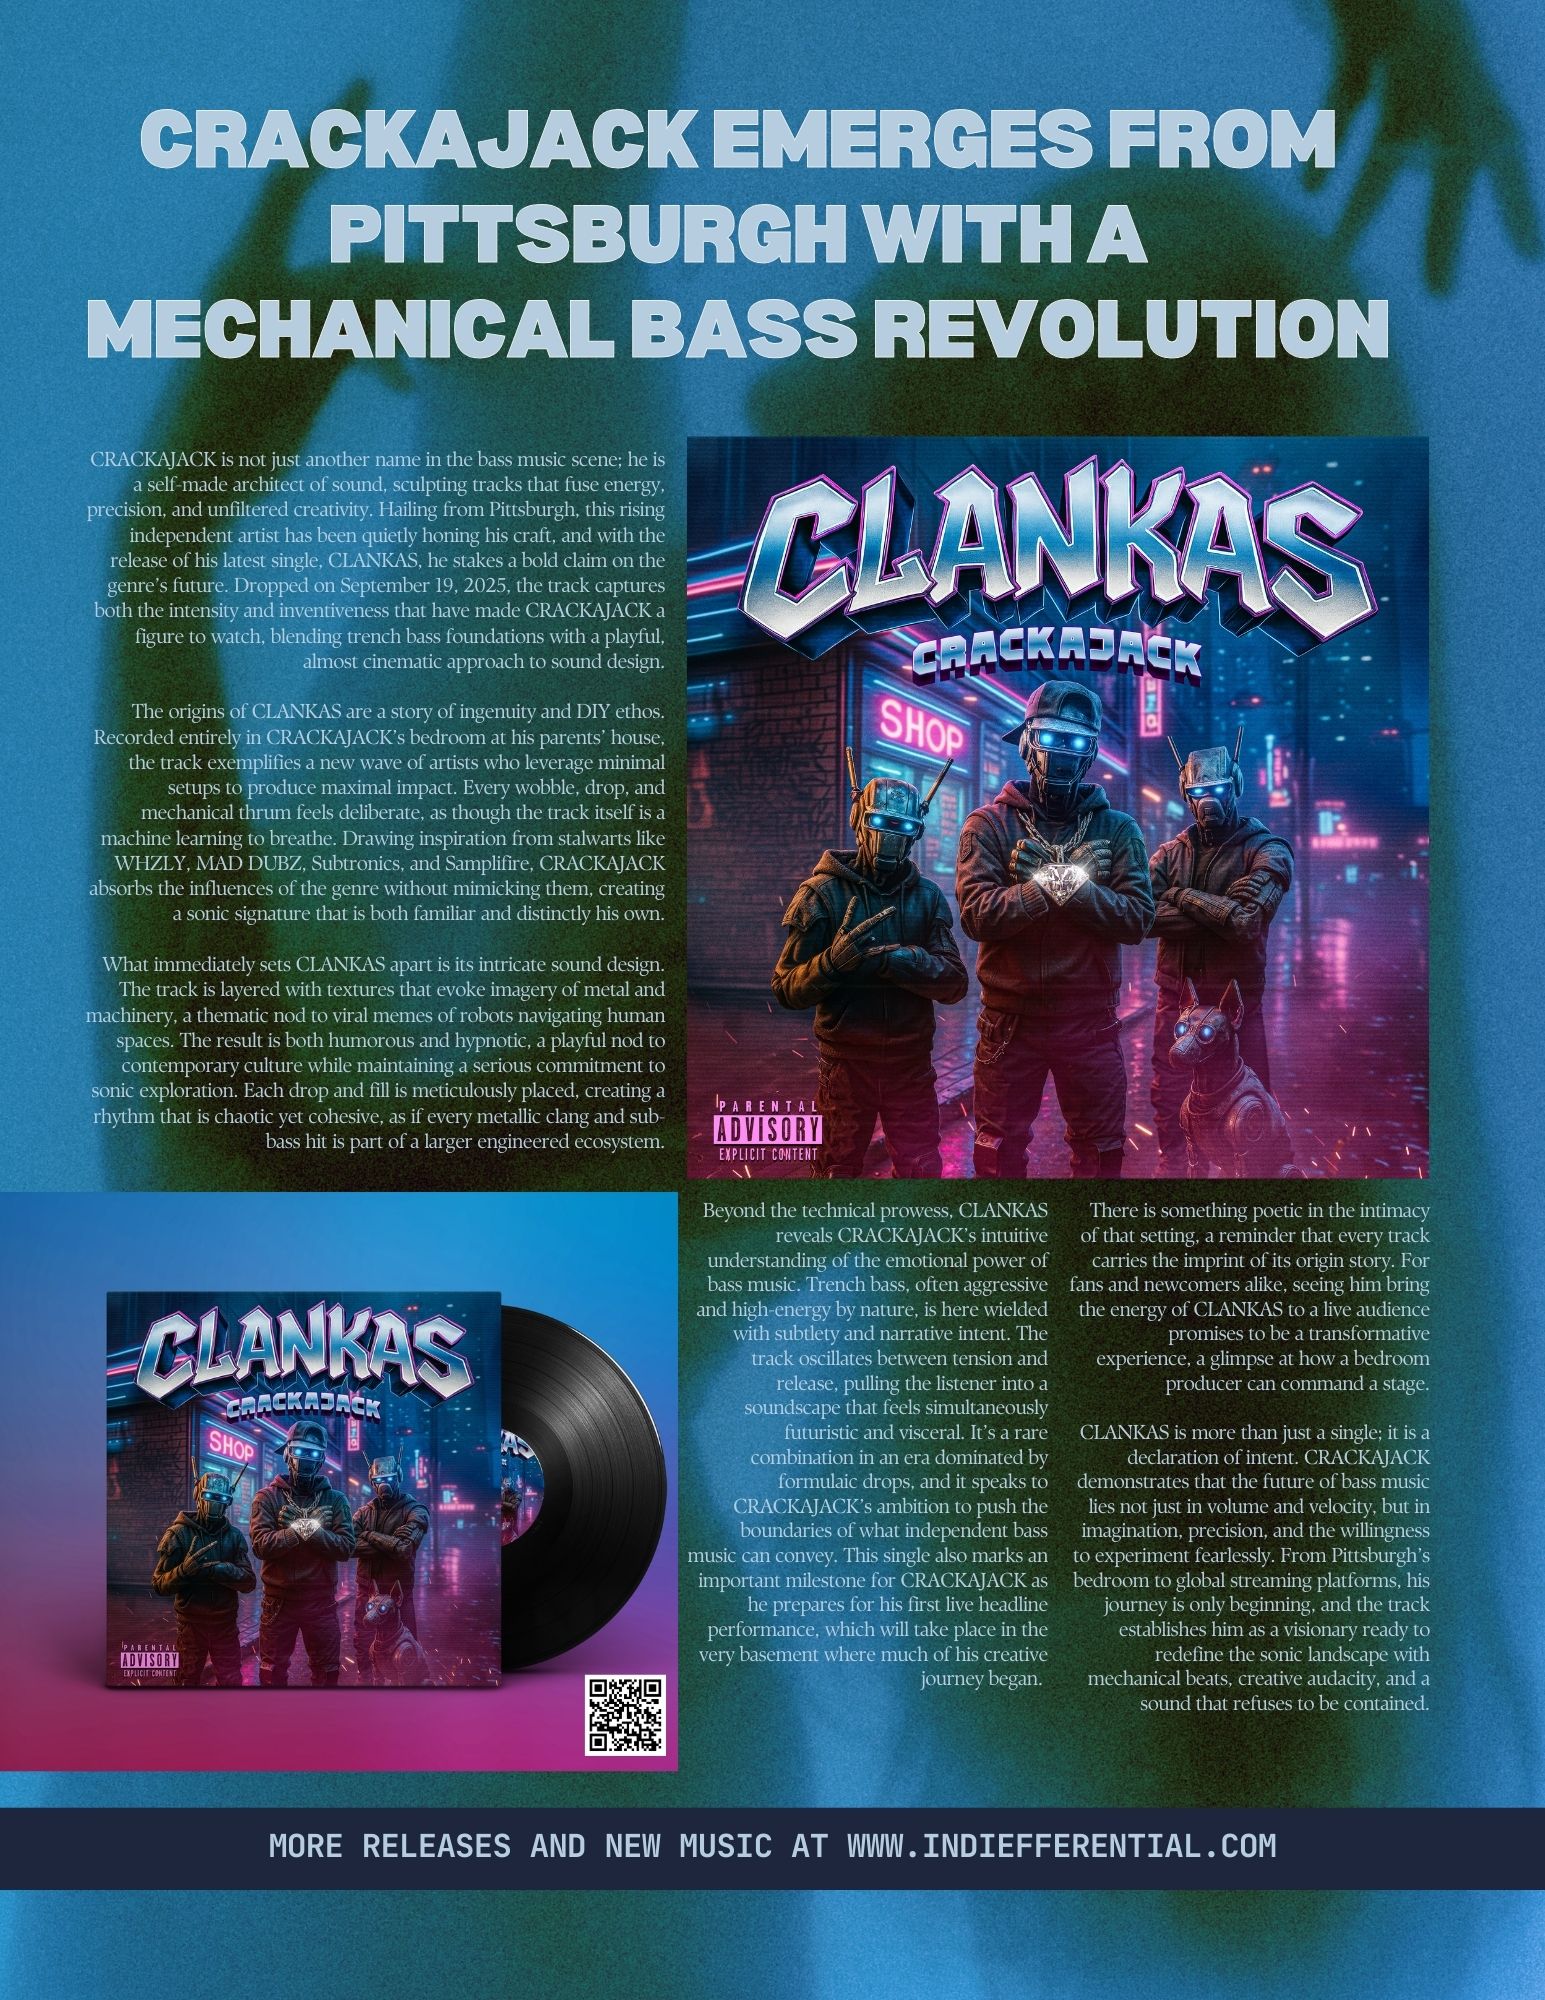 CRACKAJACK EMERGES FROM
PITTSBURGH WITH A
MECHANICAL BASS REVOLUTION
CRACKAJACK is not just another name in the bass music scene; he is
a self-made architect of sound, sculpting tracks that fuse energy,
precision, and unfiltered creativity. Hailing from Pittsburgh, this rising
independent artist has been quietly honing his craft, and with the
release of his latest single, CLANKAS, he stakes a bold claim on the
genre's future. Dropped on September 19, 2025, the track captures
both the intensity and inventiveness that have made CRACKAJACK a
figure to watch, blending trench bass foundations with a playful,
almost cinematic approach to sound design.
The origins of CLANKAS are a story of ingenuity and DIY ethos.
Recorded entirely in CRACKAJACK's bedroom at his parents' house,
the track exemplifies a new wave of artists who leverage minimal
setups to produce maximal impact. Every wobble, drop, and
mechanical thrum feels deliberate, as though the track itself is a
machine learning to breathe. Drawing inspiration from stalwarts like
WHZLY, MAD DUBZ, Subtronics, and Samplifire, CRACKAJACK
absorbs the influences of the genre without mimicking them, creating
a sonic signature that is both familiar and distinctly his own.
What immediately sets CLANKAS apart is its intricate sound design.
The track is layered with textures that evoke imagery of metal and
machinery, a thematic nod to viral memes of robots navigating human
spaces. The result is both humorous and hypnotic, a playful nod to
contemporary culture while maintaining a serious commitment to
sonic exploration. Each drop and fill is meticulously placed, creating a
rhythm that is chaotic yet cohesive, as if every metallic clang and sub-
bass hit is part of a larger engineered ecosystem.
CLANKAS
CRACKAJACK
SHOP
PARENTAL
ADVISORY
EXPLICIT CONTENT
CLANKAS
CRACKAJACK
SHOP
PARENTAL
ADVISORY
EXPLICIT CONTENT
Beyond the technical prowess, CLANKAS
reveals CRACKAJACK's intuitive
understanding of the emotional power of
bass music. Trench bass, often aggressive
and high-energy by nature, is here wielded
with subtlety and narrative intent. The
track oscillates between tension and
release, pulling the listener into a
soundscape that feels simultaneously
futuristic and visceral. It's a rare
combination in an era dominated by
formulaic drops, and it speaks to
CRACKAJACK's ambition to push the
boundaries of what independent bass
music can convey. This single also marks an
important milestone for CRACKAJACK as
he prepares for his first live headline
performance, which will take place in the
very basement where much of his creative
journey began.
There is something poetic in the intimacy
of that setting, a reminder that every track
carries the imprint of its origin story. For
fans and newcomers alike, seeing him bring
the energy of CLANKAS to a live audience
promises to be a transformative
experience, a glimpse at how a bedroom
producer can command a stage.
CLANKAS is more than just a single; it is a
declaration of intent. CRACKAJACK
demonstrates that the future of bass music
lies not just in volume and velocity, but in
imagination, precision, and the willingness
to experiment fearlessly. From Pittsburgh's
bedroom to global streaming platforms, his
journey is only beginning, and the track
establishes him as a visionary ready to
redefine the sonic landscape with
mechanical beats, creative audacity, and a
sound that refuses to be contained.
MORE RELEASES AND NEW MUSIC AT WWW.INDIEFFERENTIAL.COM